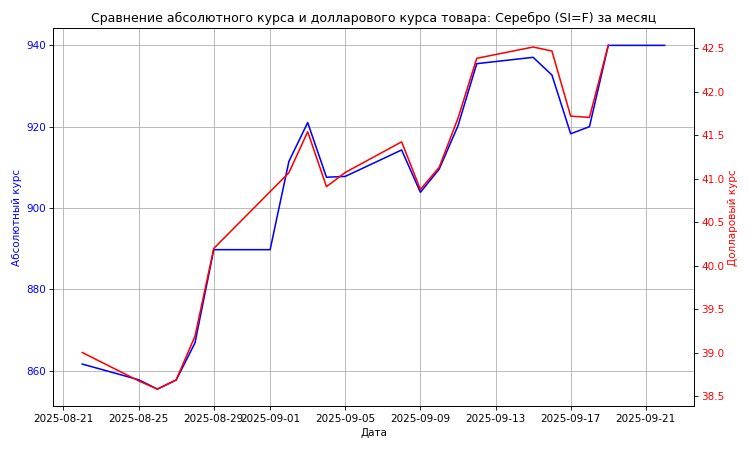 Сравнение абсолютного курса и долларового курса товара: Серебро (SI=F) за месяц
940
920
900
880
860
Абсолютный курс
42.5
42.0
41.5
41.0
40.5
40.0
39.5
39.0
38.5
Долларовый курс
2025-08-21 2025-08-25 2025-08-29 2025-09-01 2025-09-05 2025-09-09 2025-09-13 2025-09-17 2025-09-21
Дата